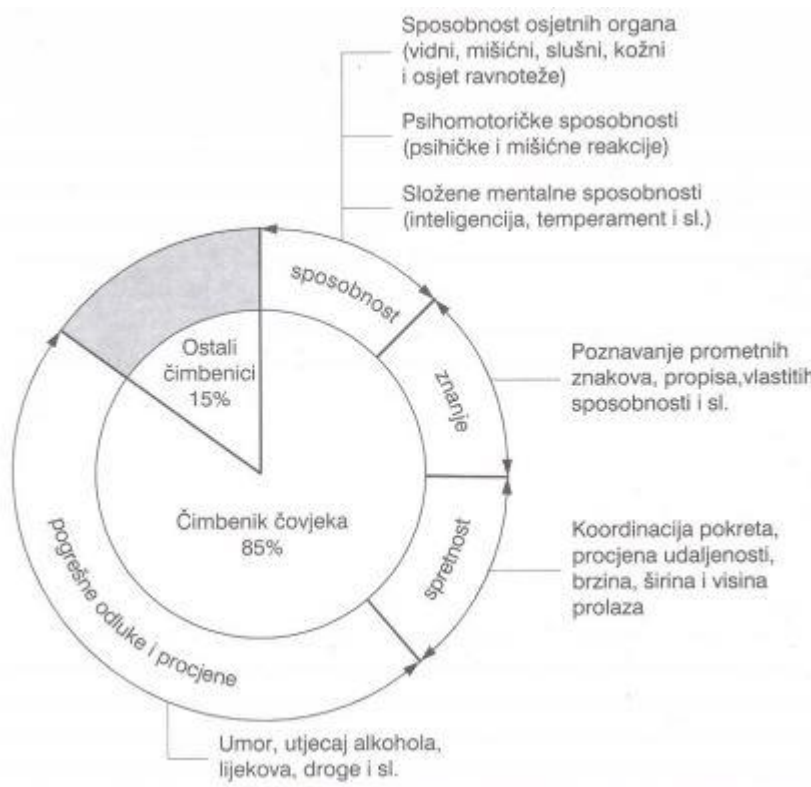 Sposobnost osjetnih organa
(vidni, mišićni, slušni, kožni
i osjet ravnoteže)
Psihomotoričke sposobnosti
(psihičke i mišićne reakcije)
Složene mentalne sposobnosti
(inteligencija, temperament i sl.)
sposobnost
Ostali
čimbenici
15%
znanje
Poznavanje prometnih
znakova, propisa,vlastitih
sposobnosti i sl.
Čimbenik čovjeka
85%
spretnost
Koordinacija pokreta,
procjena udaljenosti,
brzina, širina i visina
prolaza
pogrešne odluke i procjene
Umor, utjecaj alkohola,
lijekova, droge i sl.